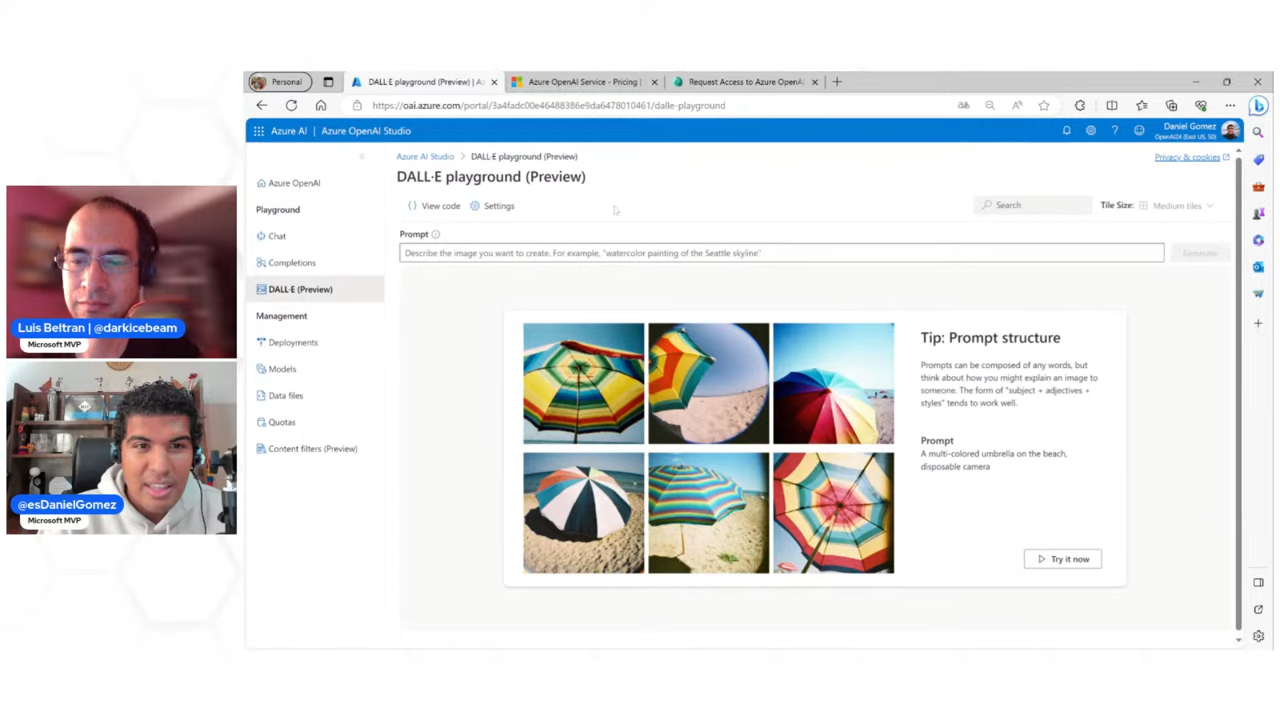 Personal
DALL·E playground (Preview) | Az
Azure OpenAI Service - Pricing |
Request Access to Azure OpenAI
https://oai.azure.com/portal/3a4fadc00e46488386e9da6478010461/dalle-playground
Azure AI | Azure OpenAI Studio
Daniel Gomez
OpenAI24 (East US, S0)
Azure AI Studio > DALL·E playground (Preview)
Privacy & cookies
DALL·E playground (Preview)
Azure OpenAI
Playground
Chat
Completions
DALL·E (Preview)
Management
Deployments
Models
Data files
Quotas
Content filters (Preview)
View code
Settings
Search
Tile Size:
Medium tiles
Prompt
Describe the image you want to create. For example, "watercolor painting of the Seattle skyline"
Generate
Tip: Prompt structure
Prompts can be composed of any words, but
think about how you might explain an image to
someone. The form of "subject + adjectives +
styles" tends to work well.
Prompt
A multi-colored umbrella on the beach,
disposable camera
Try it now
Luis Beltran | @darkicebeam
Microsoft MVP
@esDanielGomez
Microsoft MVP